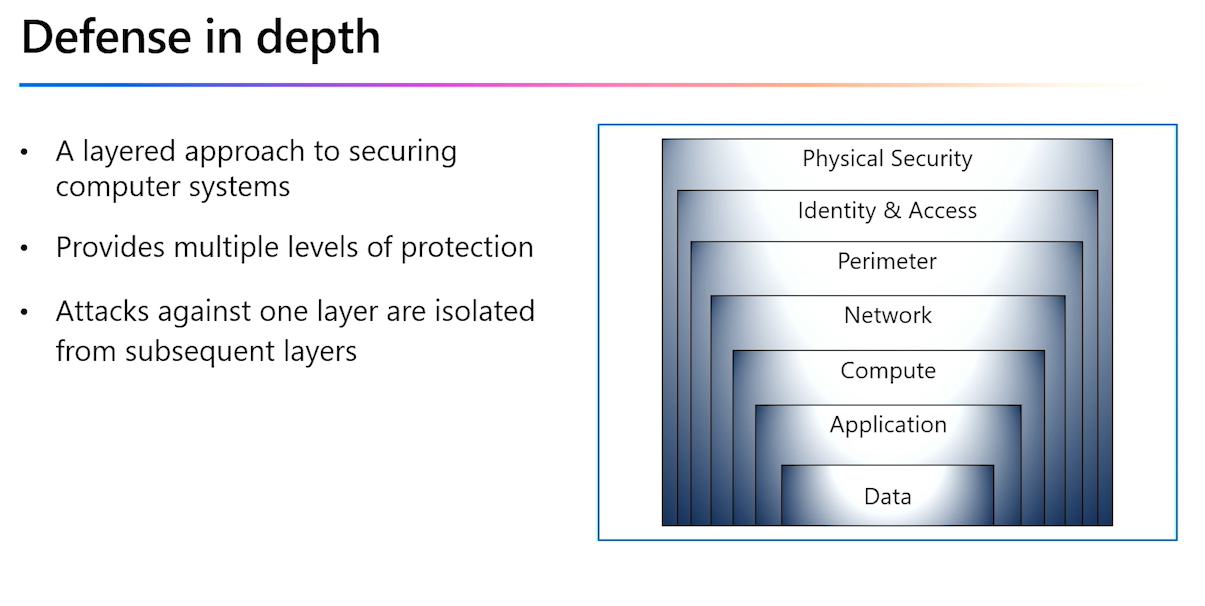 Defense in depth
• A layered approach to securing
computer systems
• Provides multiple levels of protection
• Attacks against one layer are isolated
from subsequent layers
Physical Security
Identity & Access
Perimeter
Network
Compute
Application
Data